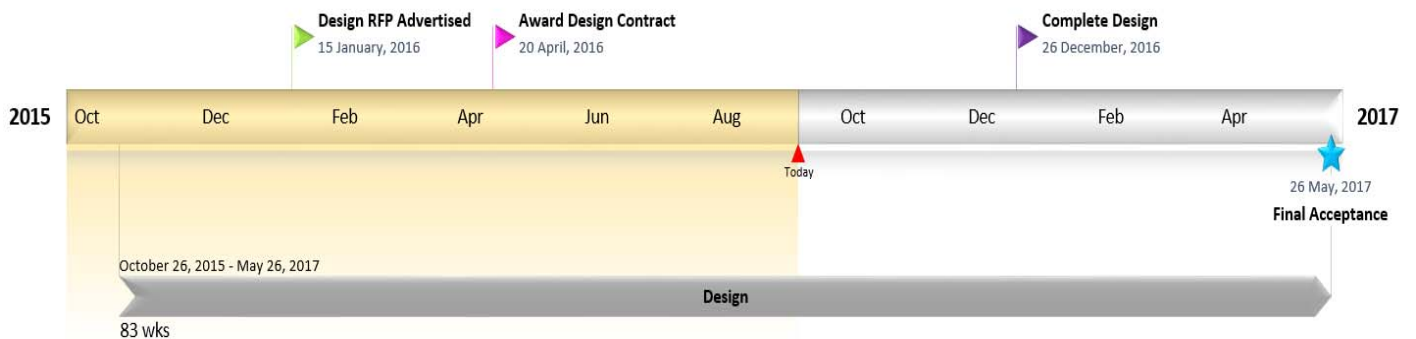 Design RFP Advertised
15 January, 2016
Award Design Contract
20 April, 2016
Complete Design
26 December, 2016
2015 Oct Dec Feb Apr Jun Aug Oct Dec Feb Apr 2017
Today
26 May, 2017
Final Acceptance
October 26, 2015 - May 26, 2017
Design
83 wks